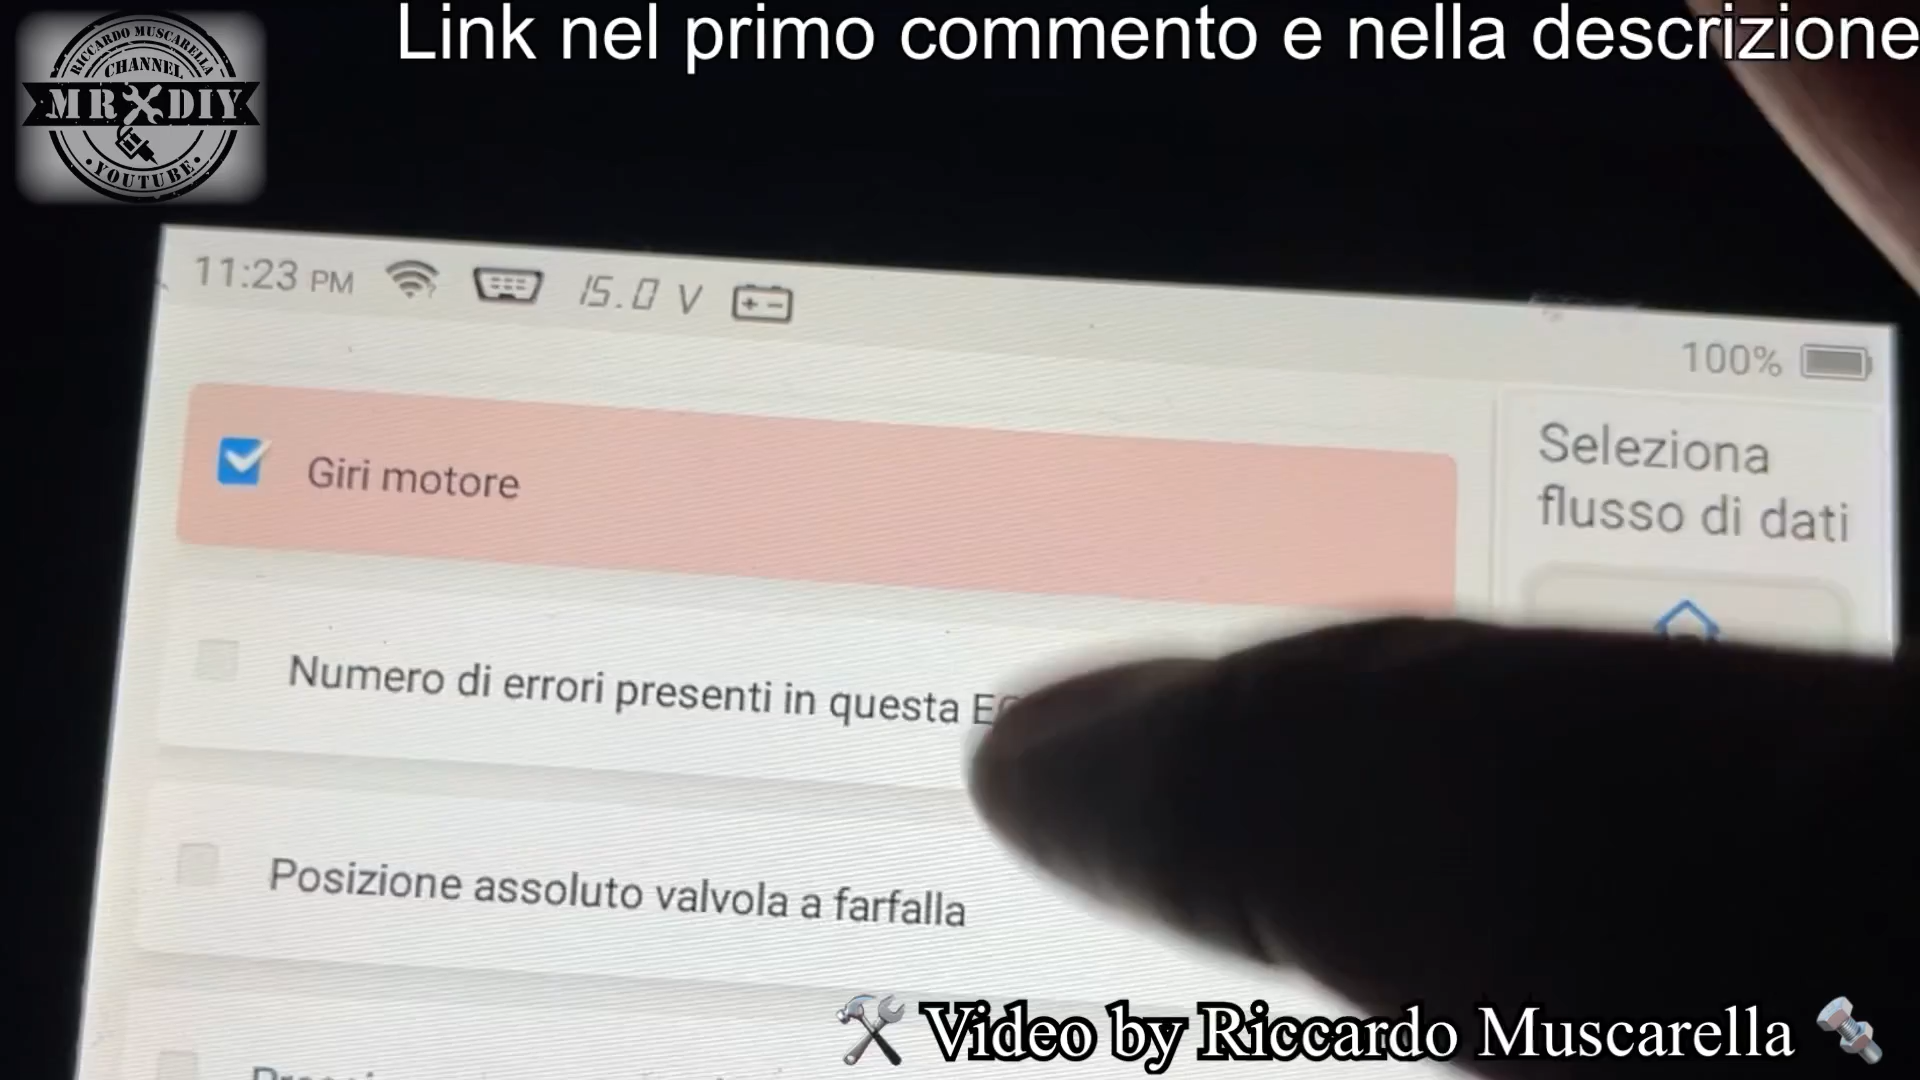 Link nel primo commento e nella descrizione
RICCARDO MUSCARELLA
CHANNEL
MR DIY
YOUTUBE
11:23 PM 15.0 V
100%
Giri motore
Seleziona
flusso di dati
Numero di errori presenti in questa
Posizione assoluto valvola a farfalla
Video by Riccardo Muscarella